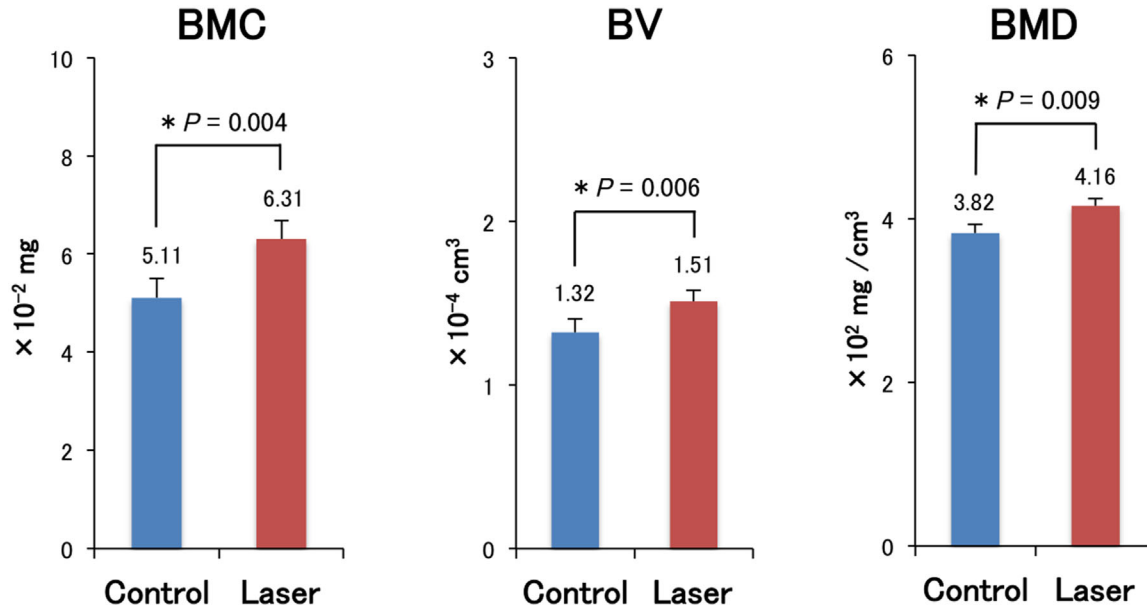 BMC
10
8
6
4
2
0
× 10⁻² mg
* P = 0.004
5.11
6.31
Control
Laser
BV
3
2
1
0
× 10⁻⁴ cm³
* P = 0.006
1.32
1.51
Control
Laser
BMD
6
4
2
0
× 10² mg /cm³
* P = 0.009
3.82
4.16
Control
Laser